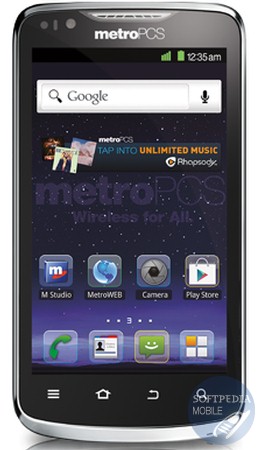 metroPCS
12:35am
Google
metroPCS
TAP INTO UNLIMITED MUSIC
Rhapsody
metroPCS
Wireless for All.
M Studio MetroWEB Camera Play Store
3
SOFTPEDIA
MOBILE